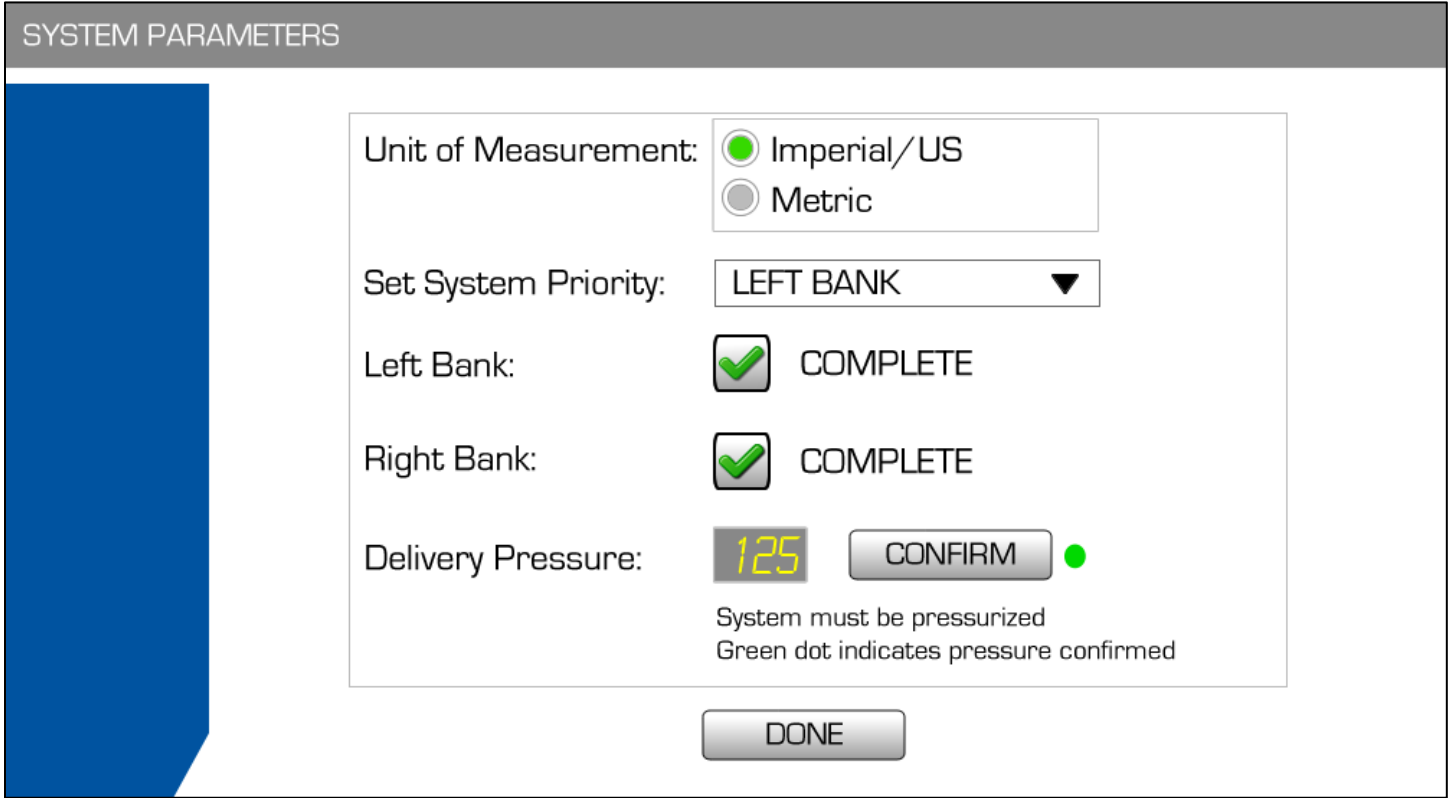 SYSTEM PARAMETERS
Unit of Measurement: Imperial/US
Metric
Set System Priority: LEFT BANK
Left Bank: COMPLETE
Right Bank: COMPLETE
Delivery Pressure: 125 CONFIRM
System must be pressurized
Green dot indicates pressure confirmed
DONE